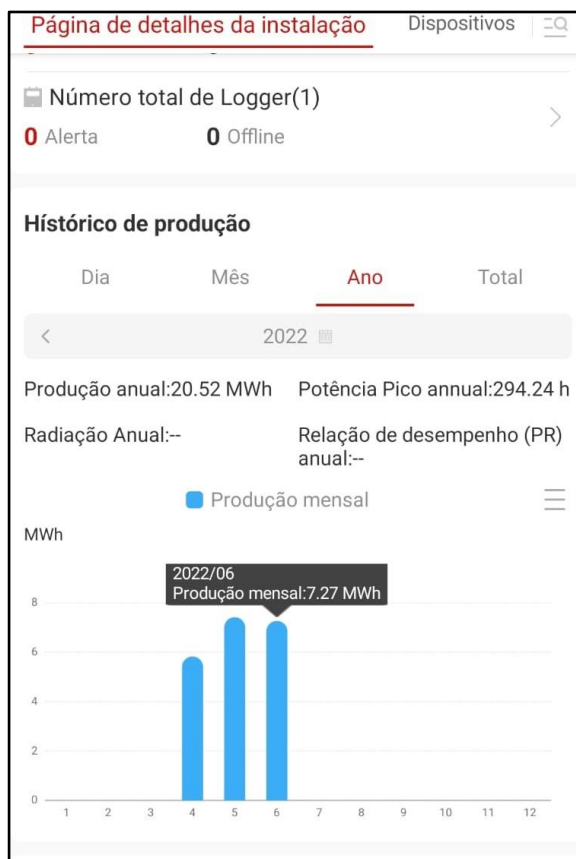 Página de detalhes da instalação Dispositivos
Número total de Logger(1)
0 Alerta 0 Offline
Hístórico de produção
Dia Mês Ano Total
2022
Produção anual:20.52 MWh Potência Pico annual:294.24 h
Radiação Anual:-- Relação de desempenho (PR)
anual:--
Produção mensal
MWh
2022/06
Produção mensal:7.27 MWh
8
6
4
2
0
1 2 3 4 5 6 7 8 9 10 11 12